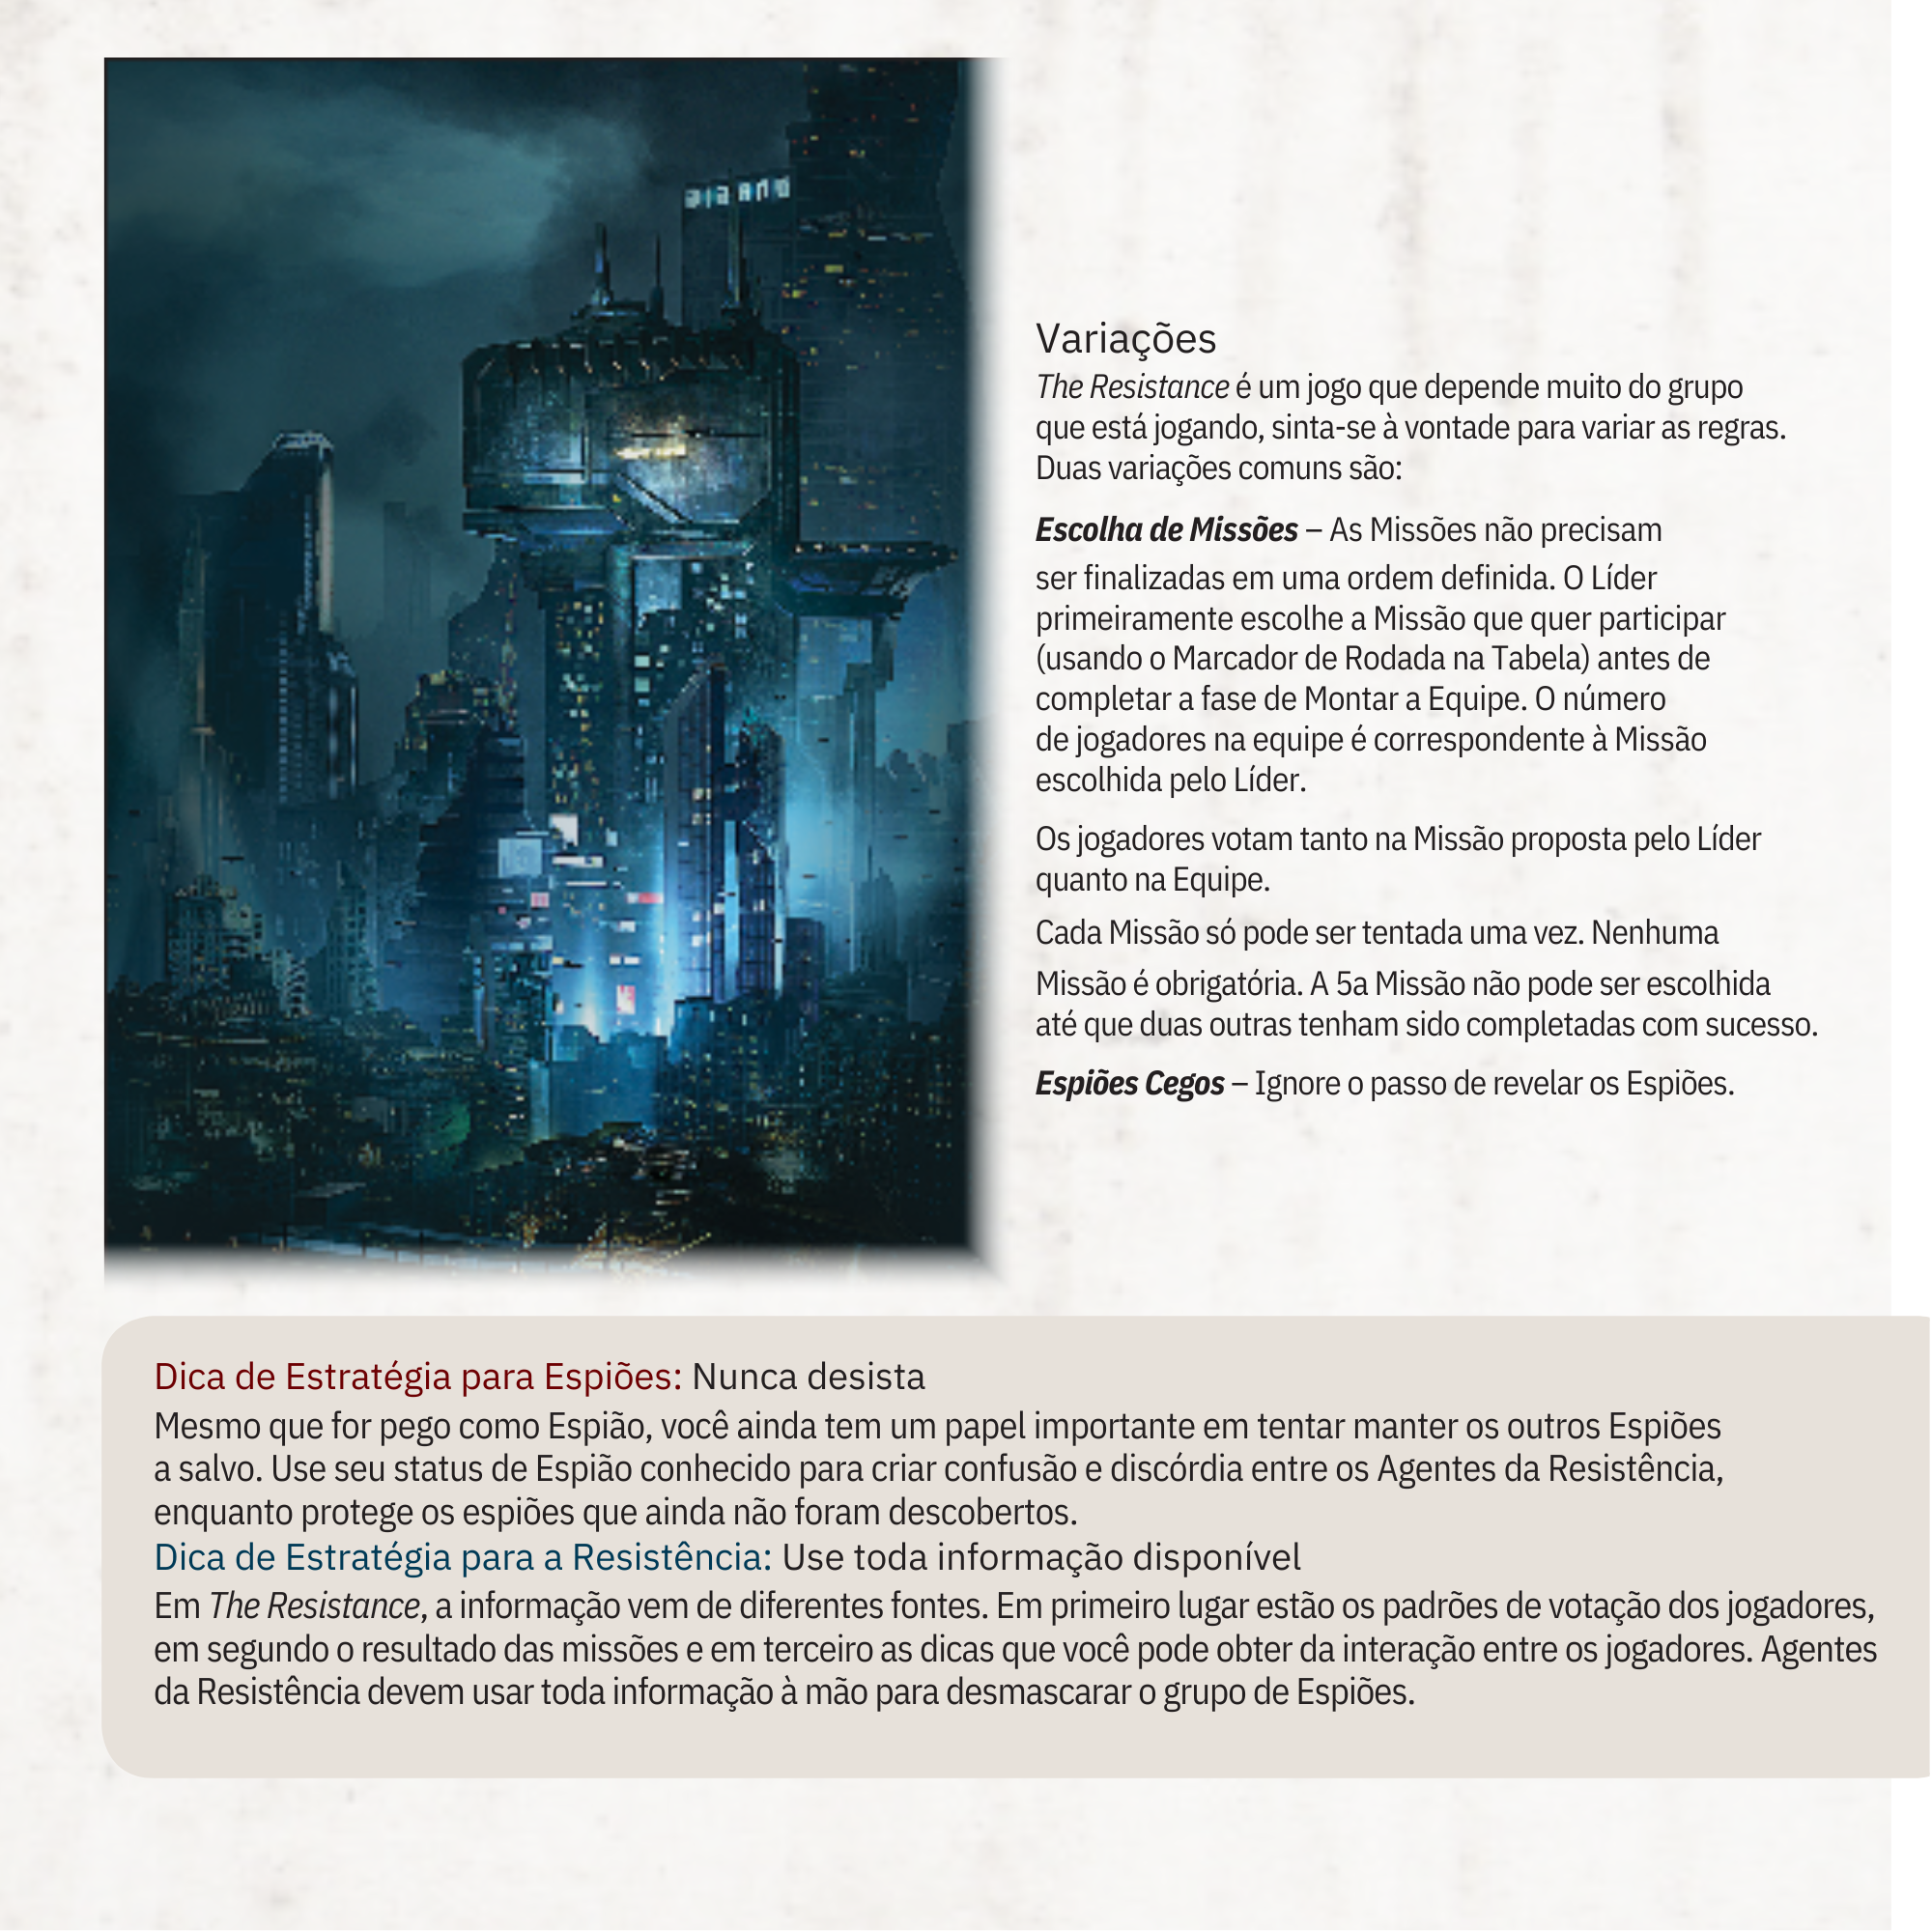 Variações
The Resistance é um jogo que depende muito do grupo
que está jogando, sinta-se à vontade para variar as regras.
Duas variações comuns são:
Escolha de Missões – As Missões não precisam
ser finalizadas em uma ordem definida. O Líder
primeiramente escolhe a Missão que quer participar
(usando o Marcador de Rodada na Tabela) antes de
completar a fase de Montar a Equipe. O número
de jogadores na equipe é correspondente à Missão
escolhida pelo Líder.
Os jogadores votam tanto na Missão proposta pelo Líder
quanto na Equipe.
Cada Missão só pode ser tentada uma vez. Nenhuma
Missão é obrigatória. A 5a Missão não pode ser escolhida
até que duas outras tenham sido completadas com sucesso.
Espiões Cegos – Ignore o passo de revelar os Espiões.
Dica de Estratégia para Espiões: Nunca desista
Mesmo que for pego como Espião, você ainda tem um papel importante em tentar manter os outros Espiões
a salvo. Use seu status de Espião conhecido para criar confusão e discórdia entre os Agentes da Resistência,
enquanto protege os espiões que ainda não foram descobertos.
Dica de Estratégia para a Resistência: Use toda informação disponível
Em The Resistance, a informação vem de diferentes fontes. Em primeiro lugar estão os padrões de votação dos jogadores,
em segundo o resultado das missões e em terceiro as dicas que você pode obter da interação entre os jogadores. Agentes
da Resistência devem usar toda informação à mão para desmascarar o grupo de Espiões.